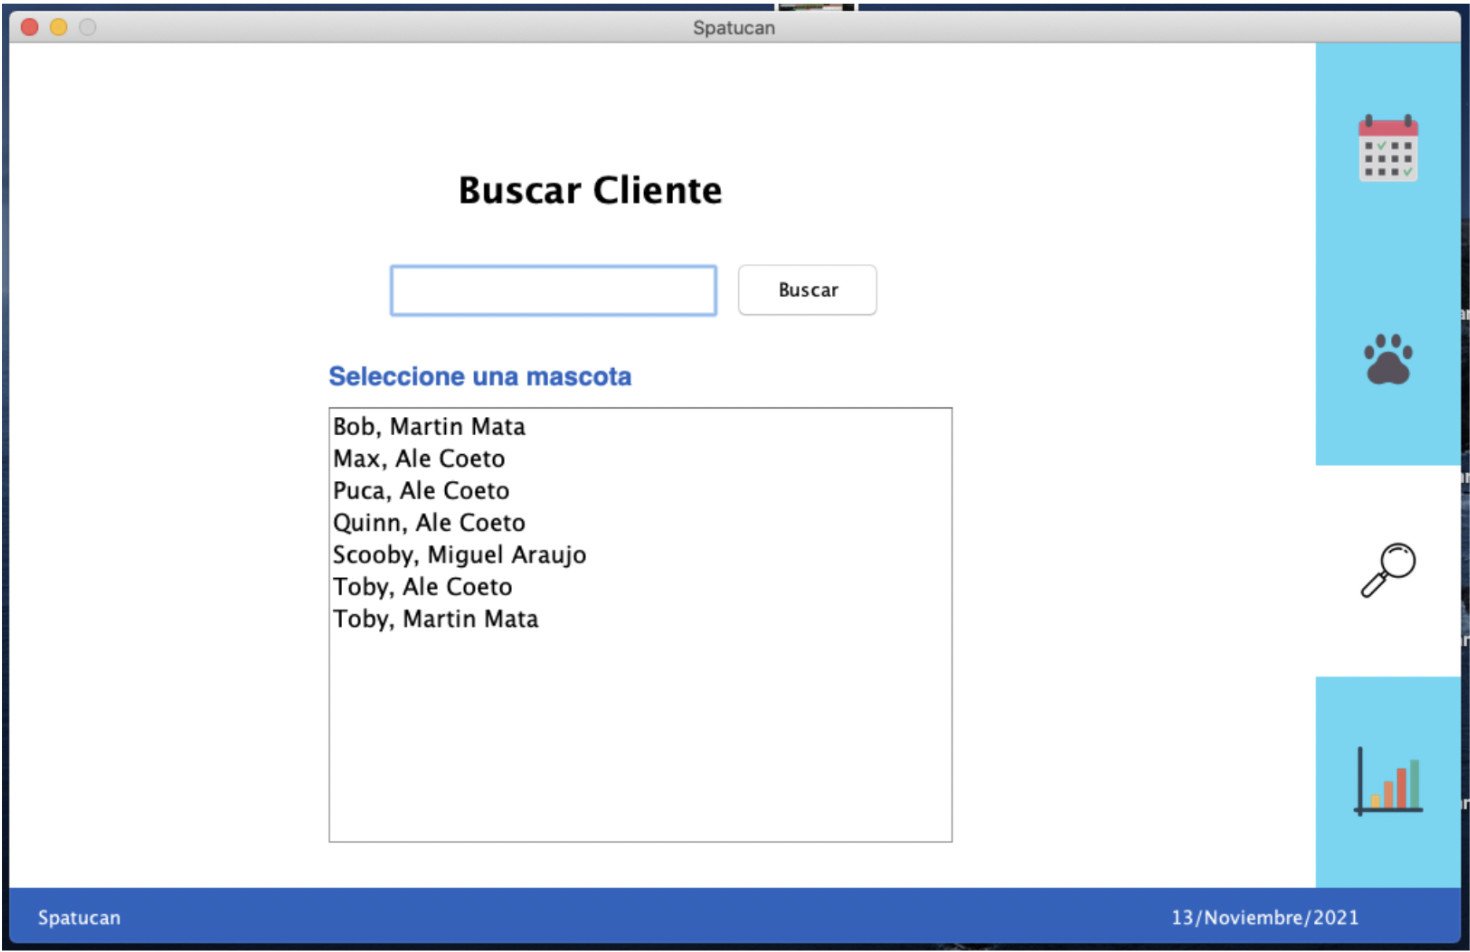 Spatucan
Buscar Cliente
Buscar
Seleccione una mascota
Bob, Martin Mata
Max, Ale Coeto
Puca, Ale Coeto
Quinn, Ale Coeto
Scooby, Miguel Araujo
Toby, Ale Coeto
Toby, Martin Mata
Spatucan
13/Noviembre/2021